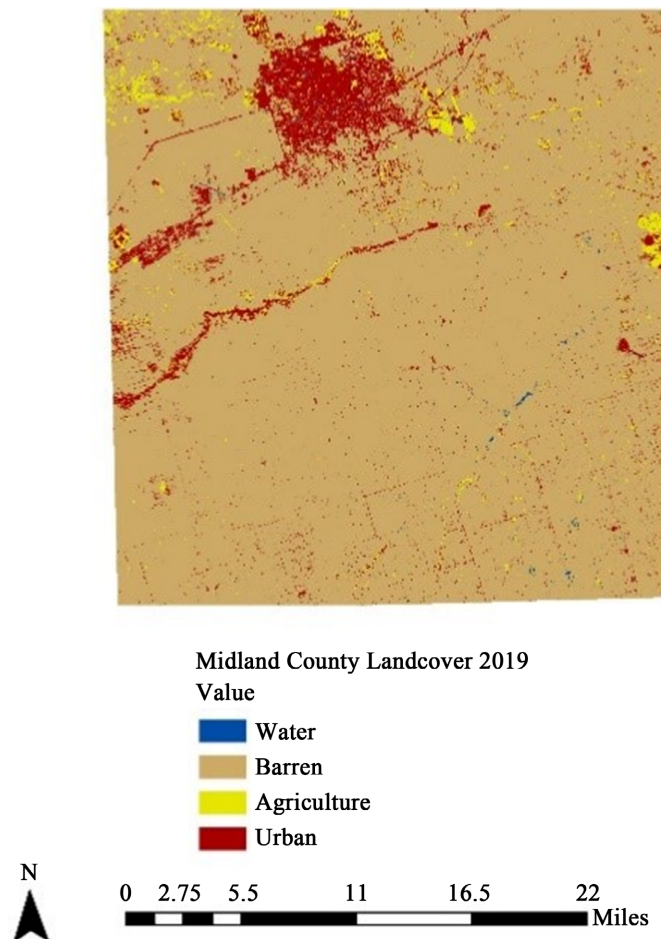 Midland County Landcover 2019
Value
Water
Barren
Agriculture
Urban
N
0 2.75 5.5 11 16.5 22
Miles